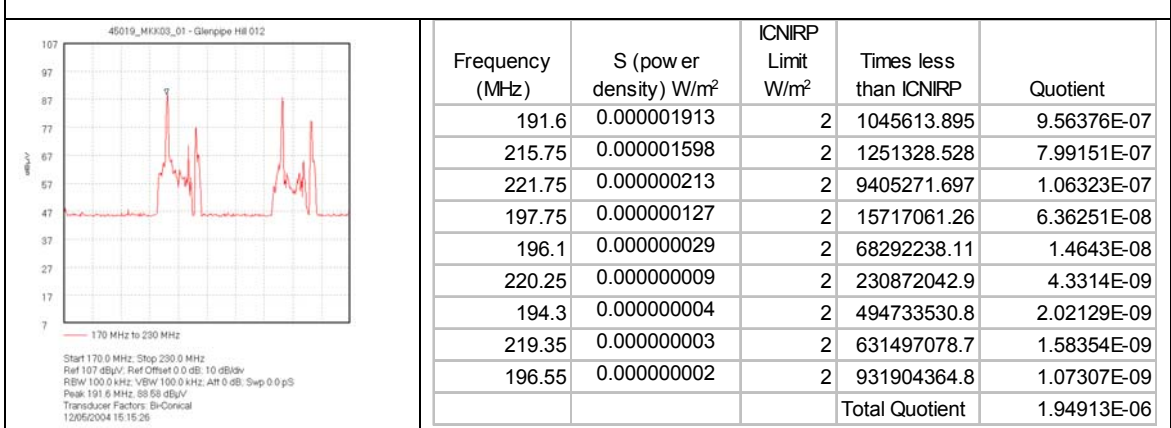 45019_MKK03_01 - Glenpipe Hill 012
107
97
87
77
67
57
47
37
27
17
7
dBµV
170 MHz to 230 MHz
Start 170.0 MHz; Stop 230.0 MHz
Ref 107 dBµV; Ref Offset 0.0 dB; 10 dB/div
RBW 100.0 kHz; VBW 100.0 kHz; Att 0 dB; Swp 0.0 pS
Peak 191.6 MHz, 88.58 dBµV
Transducer Factors: Bi-Conical
12/05/2004 15:15:26
Frequency (MHz) S (power density) W/m² ICNIRP Limit W/m² Times less than ICNIRP Quotient
191.6 0.000001913 2 1045613.895 9.56376E-07
215.75 0.000001598 2 1251328.528 7.99151E-07
221.75 0.000000213 2 9405271.697 1.06323E-07
197.75 0.000000127 2 15717061.26 6.36251E-08
196.1 0.000000029 2 68292238.11 1.4643E-08
220.25 0.000000009 2 230872042.9 4.3314E-09
194.3 0.000000004 2 494733530.8 2.02129E-09
219.35 0.000000003 2 631497078.7 1.58354E-09
196.55 0.000000002 2 931904364.8 1.07307E-09
Total Quotient 1.94913E-06